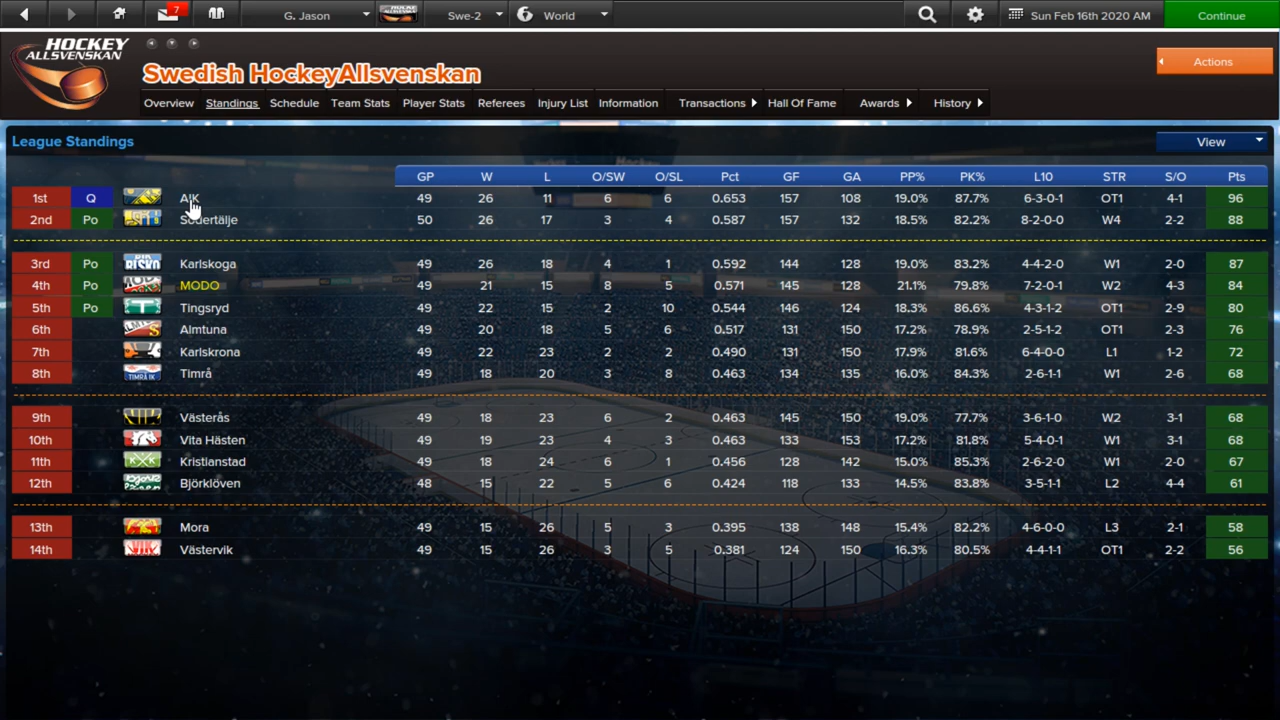 7 G. Jason Swe-2 World Sun Feb 16th 2020 AM Continue
HOCKEY
ALLSVENSKAN
Swedish HockeyAllsvenskan
Actions
Overview Standings Schedule Team Stats Player Stats Referees Injury List Information Transactions Hall Of Fame Awards History
League Standings View
GP W L O/SW O/SL Pct GF GA PP% PK% L10 STR S/O Pts
1st Q AIK 49 26 11 6 6 0.653 157 108 19.0% 87.7% 6-3-0-1 OT1 4-1 96
2nd Po Södertälje 50 26 17 3 4 0.587 157 132 18.5% 82.2% 8-2-0-0 W4 2-2 88
3rd Po Karlskoga 49 26 18 4 1 0.592 144 128 19.0% 83.2% 4-4-2-0 W1 2-0 87
4th Po MODO 49 21 15 8 5 0.571 145 128 21.1% 79.8% 7-2-0-1 W2 4-3 84
5th Po Tingsryd 49 22 15 2 10 0.544 146 124 18.3% 86.6% 4-3-1-2 OT1 2-9 80
6th Almtuna 49 20 18 5 6 0.517 131 150 17.2% 78.9% 2-5-1-2 OT1 2-3 76
7th Karlskrona 49 22 23 2 2 0.490 131 150 17.9% 81.6% 6-4-0-0 L1 1-2 72
8th TIMRÅ IK Timrå 49 18 20 3 8 0.463 134 135 16.0% 84.3% 2-6-1-1 W1 2-6 68
9th Västerås 49 18 23 6 2 0.463 145 150 19.0% 77.7% 3-6-1-0 W2 3-1 68
10th Vita Hästen 49 19 23 4 3 0.463 133 153 17.2% 81.8% 5-4-0-1 W1 3-1 68
11th Kristianstad 49 18 24 6 1 0.456 128 142 15.0% 85.3% 2-6-2-0 W1 2-0 67
12th Björklöven 48 15 22 5 6 0.424 118 133 14.5% 83.8% 3-5-1-1 L2 4-4 61
13th Mora 49 15 26 5 3 0.395 138 148 15.4% 82.2% 4-6-0-0 L3 2-1 58
14th Västervik 49 15 26 3 5 0.381 124 150 16.3% 80.5% 4-4-1-1 OT1 2-2 56